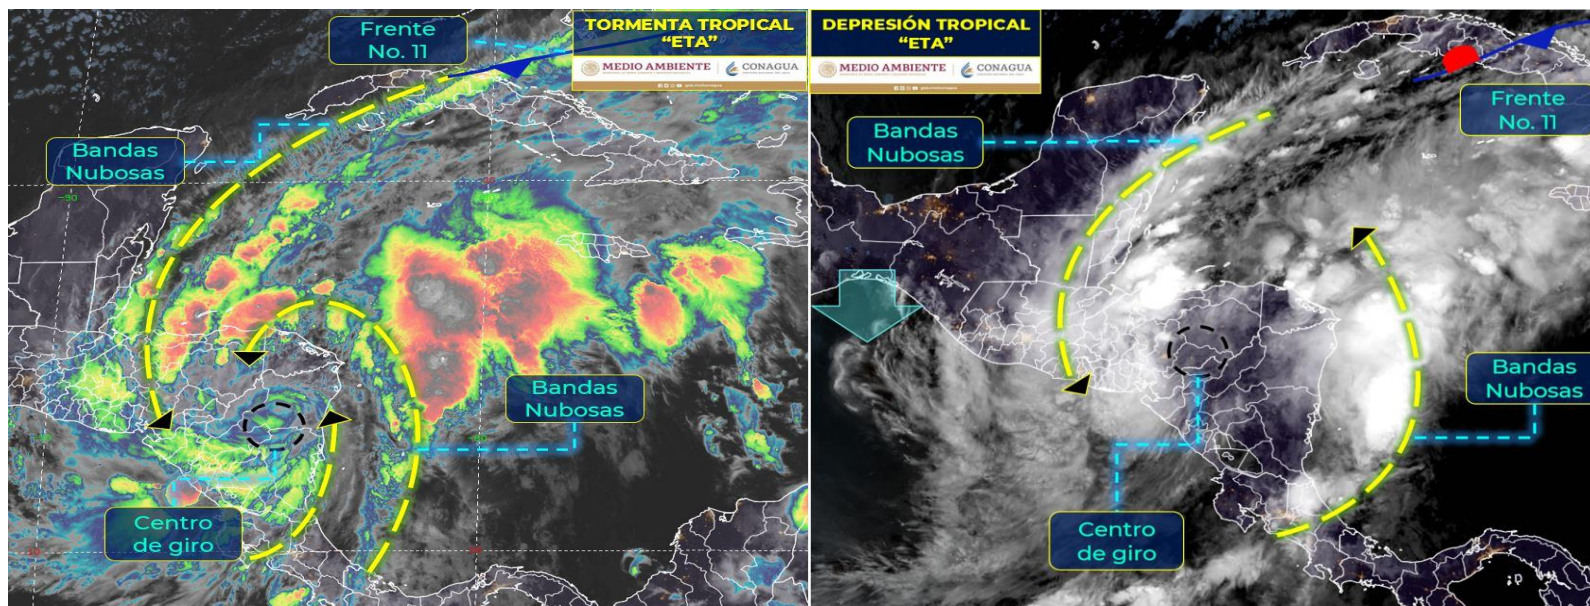 Frente
No. 11
TORMENTA TROPICAL
“ETA”
MEDIO AMBIENTE
CONAGUA
Bandas
Nubosas
Bandas
Nubosas
Centro
de giro
DEPRESIÓN TROPICAL
“ETA”
MEDIO AMBIENTE
CONAGUA
Frente
No. 11
Bandas
Nubosas
Bandas
Nubosas
Centro
de giro